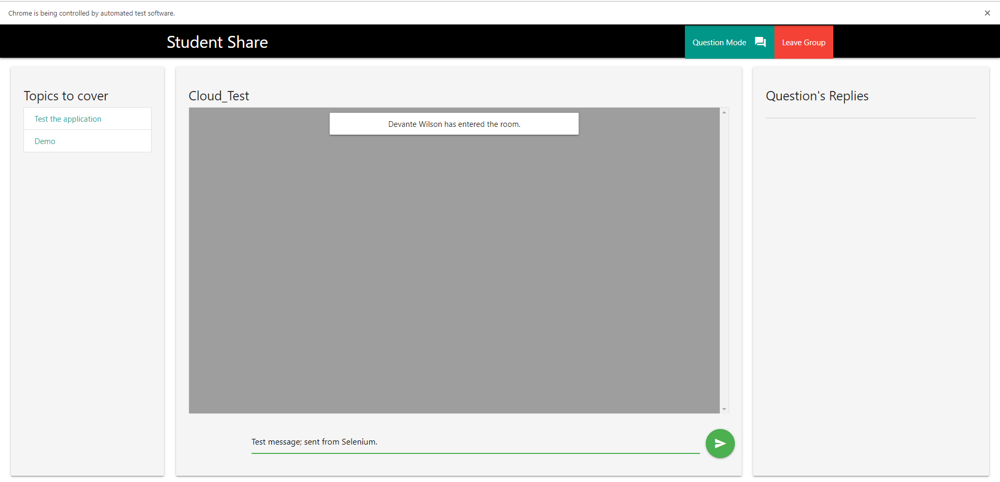 Chrome is being controlled by automated test software.
Student Share
Question Mode
Leave Group
Topics to cover
Test the application
Demo
Cloud_Test
Devante Wilson has entered the room.
Test message; sent from Selenium.
Question's Replies